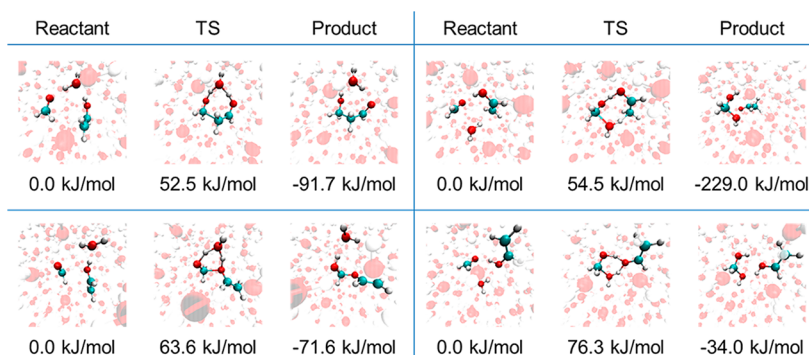 Reactant TS Product Reactant TS Product
0.0 kJ/mol 52.5 kJ/mol -91.7 kJ/mol 0.0 kJ/mol 54.5 kJ/mol -229.0 kJ/mol
0.0 kJ/mol 63.6 kJ/mol -71.6 kJ/mol 0.0 kJ/mol 76.3 kJ/mol -34.0 kJ/mol